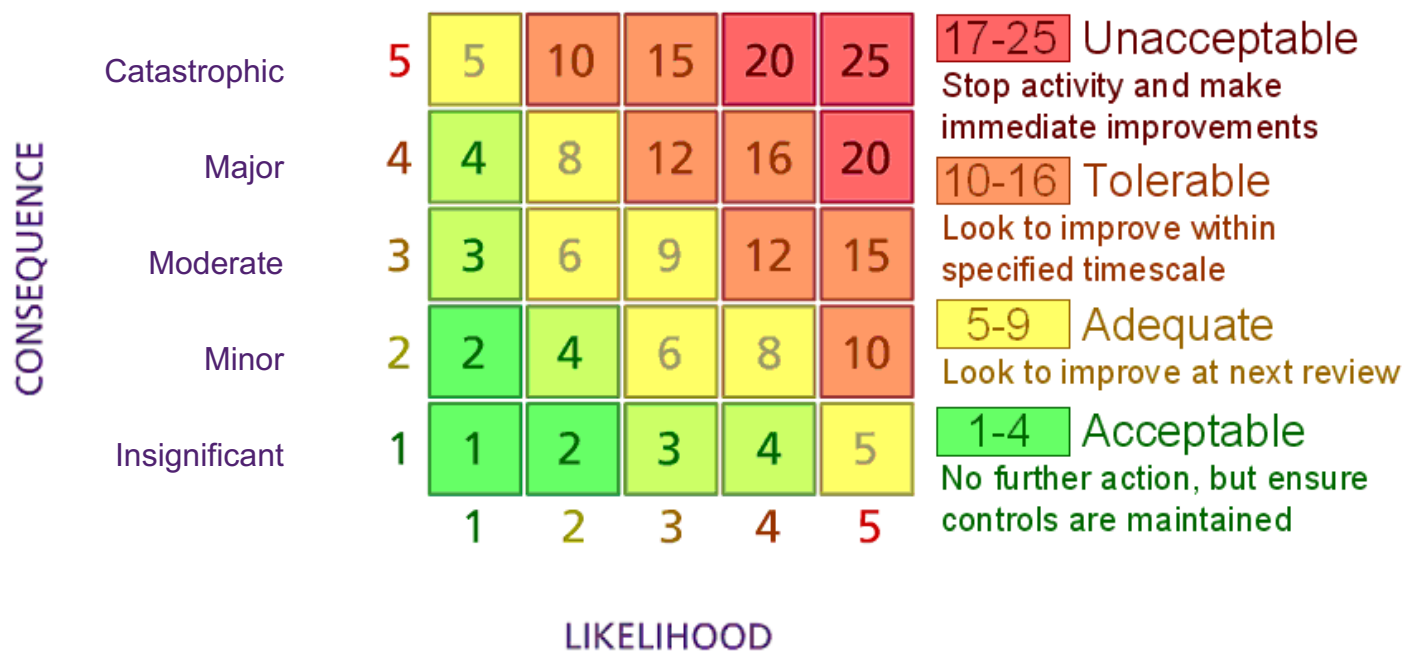 CONSEQUENCE
Catastrophic 5 5 10 15 20 25
Major 4 4 8 12 16 20
Moderate 3 3 6 9 12 15
Minor 2 2 4 6 8 10
Insignificant 1 1 2 3 4 5
1 2 3 4 5
LIKELIHOOD
17-25 Unacceptable
Stop activity and make
immediate improvements
10-16 Tolerable
Look to improve within
specified timescale
5-9 Adequate
Look to improve at next review
1-4 Acceptable
No further action, but ensure
controls are maintained